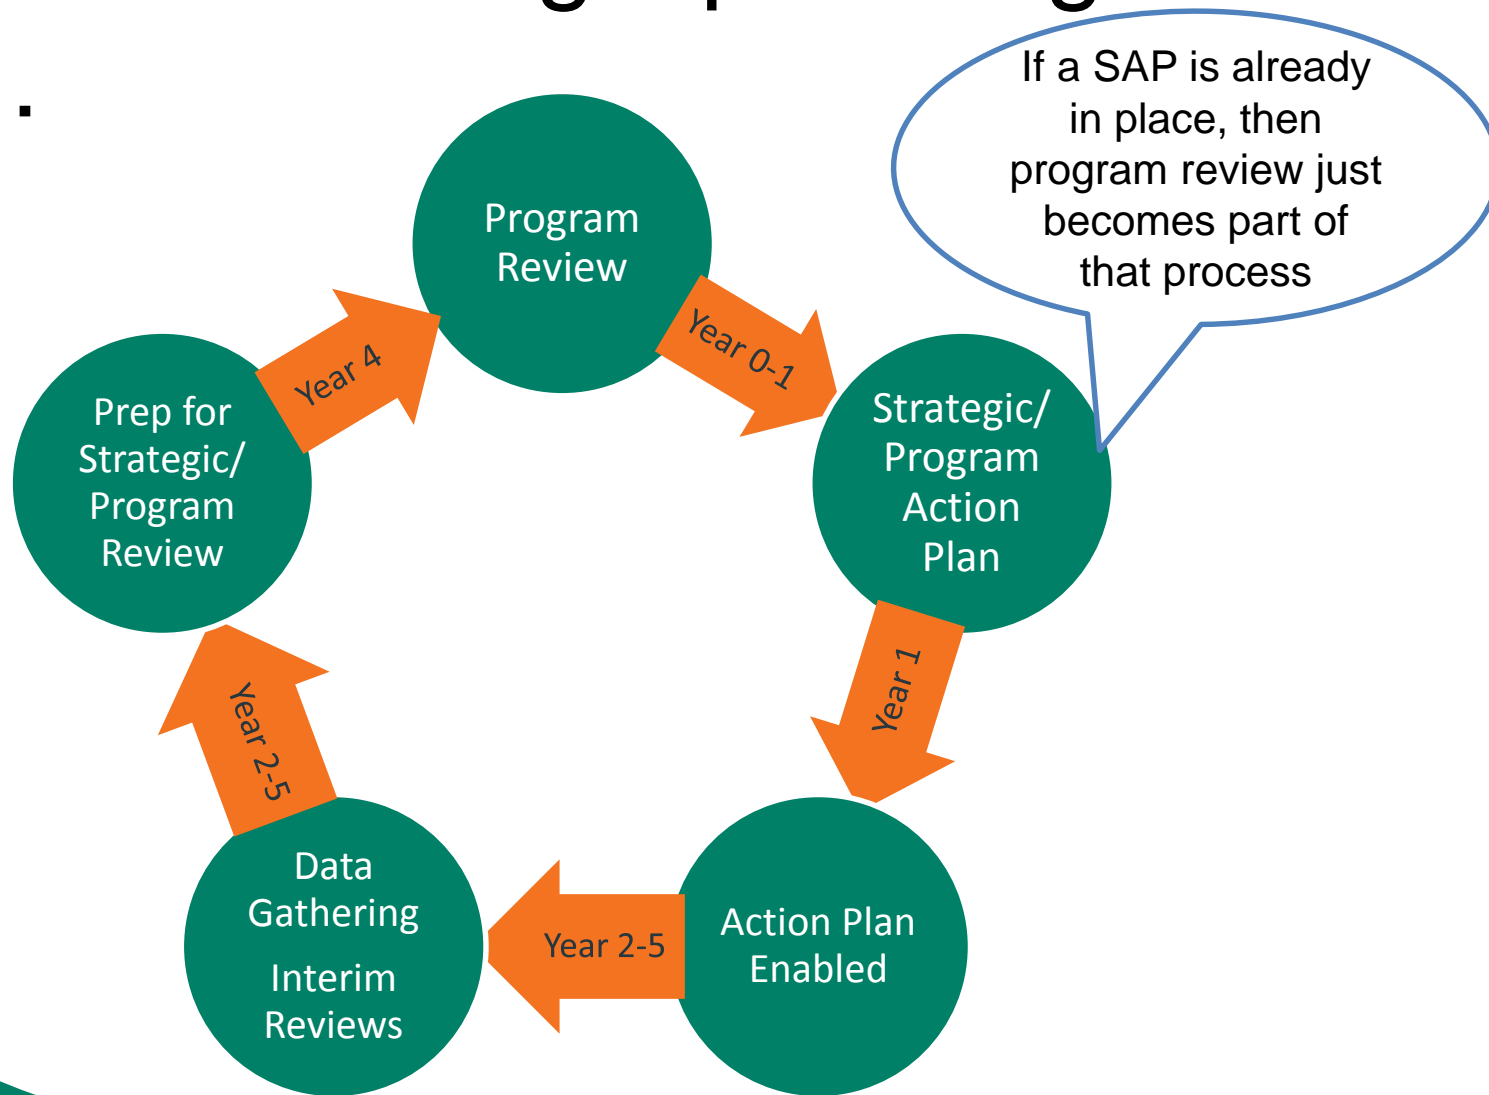 .
If a SAP is already
in place, then
program review just
becomes part of
that process
Program
Review
Year 0-1
Strategic/
Program
Action
Plan
Year 1
Action Plan
Enabled
Year 2-5
Data
Gathering
Interim
Reviews
Year 2-5
Prep for
Strategic/
Program
Review
Year 4